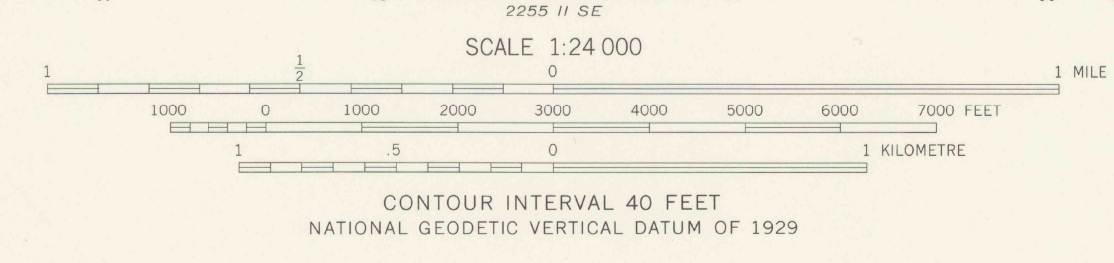 2255 II SE
SCALE 1:24 000
1 1/2 0 1 MILE
1000 0 1000 2000 3000 4000 5000 6000 7000 FEET
1 .5 0 1 KILOMETRE
CONTOUR INTERVAL 40 FEET
NATIONAL GEODETIC VERTICAL DATUM OF 1929